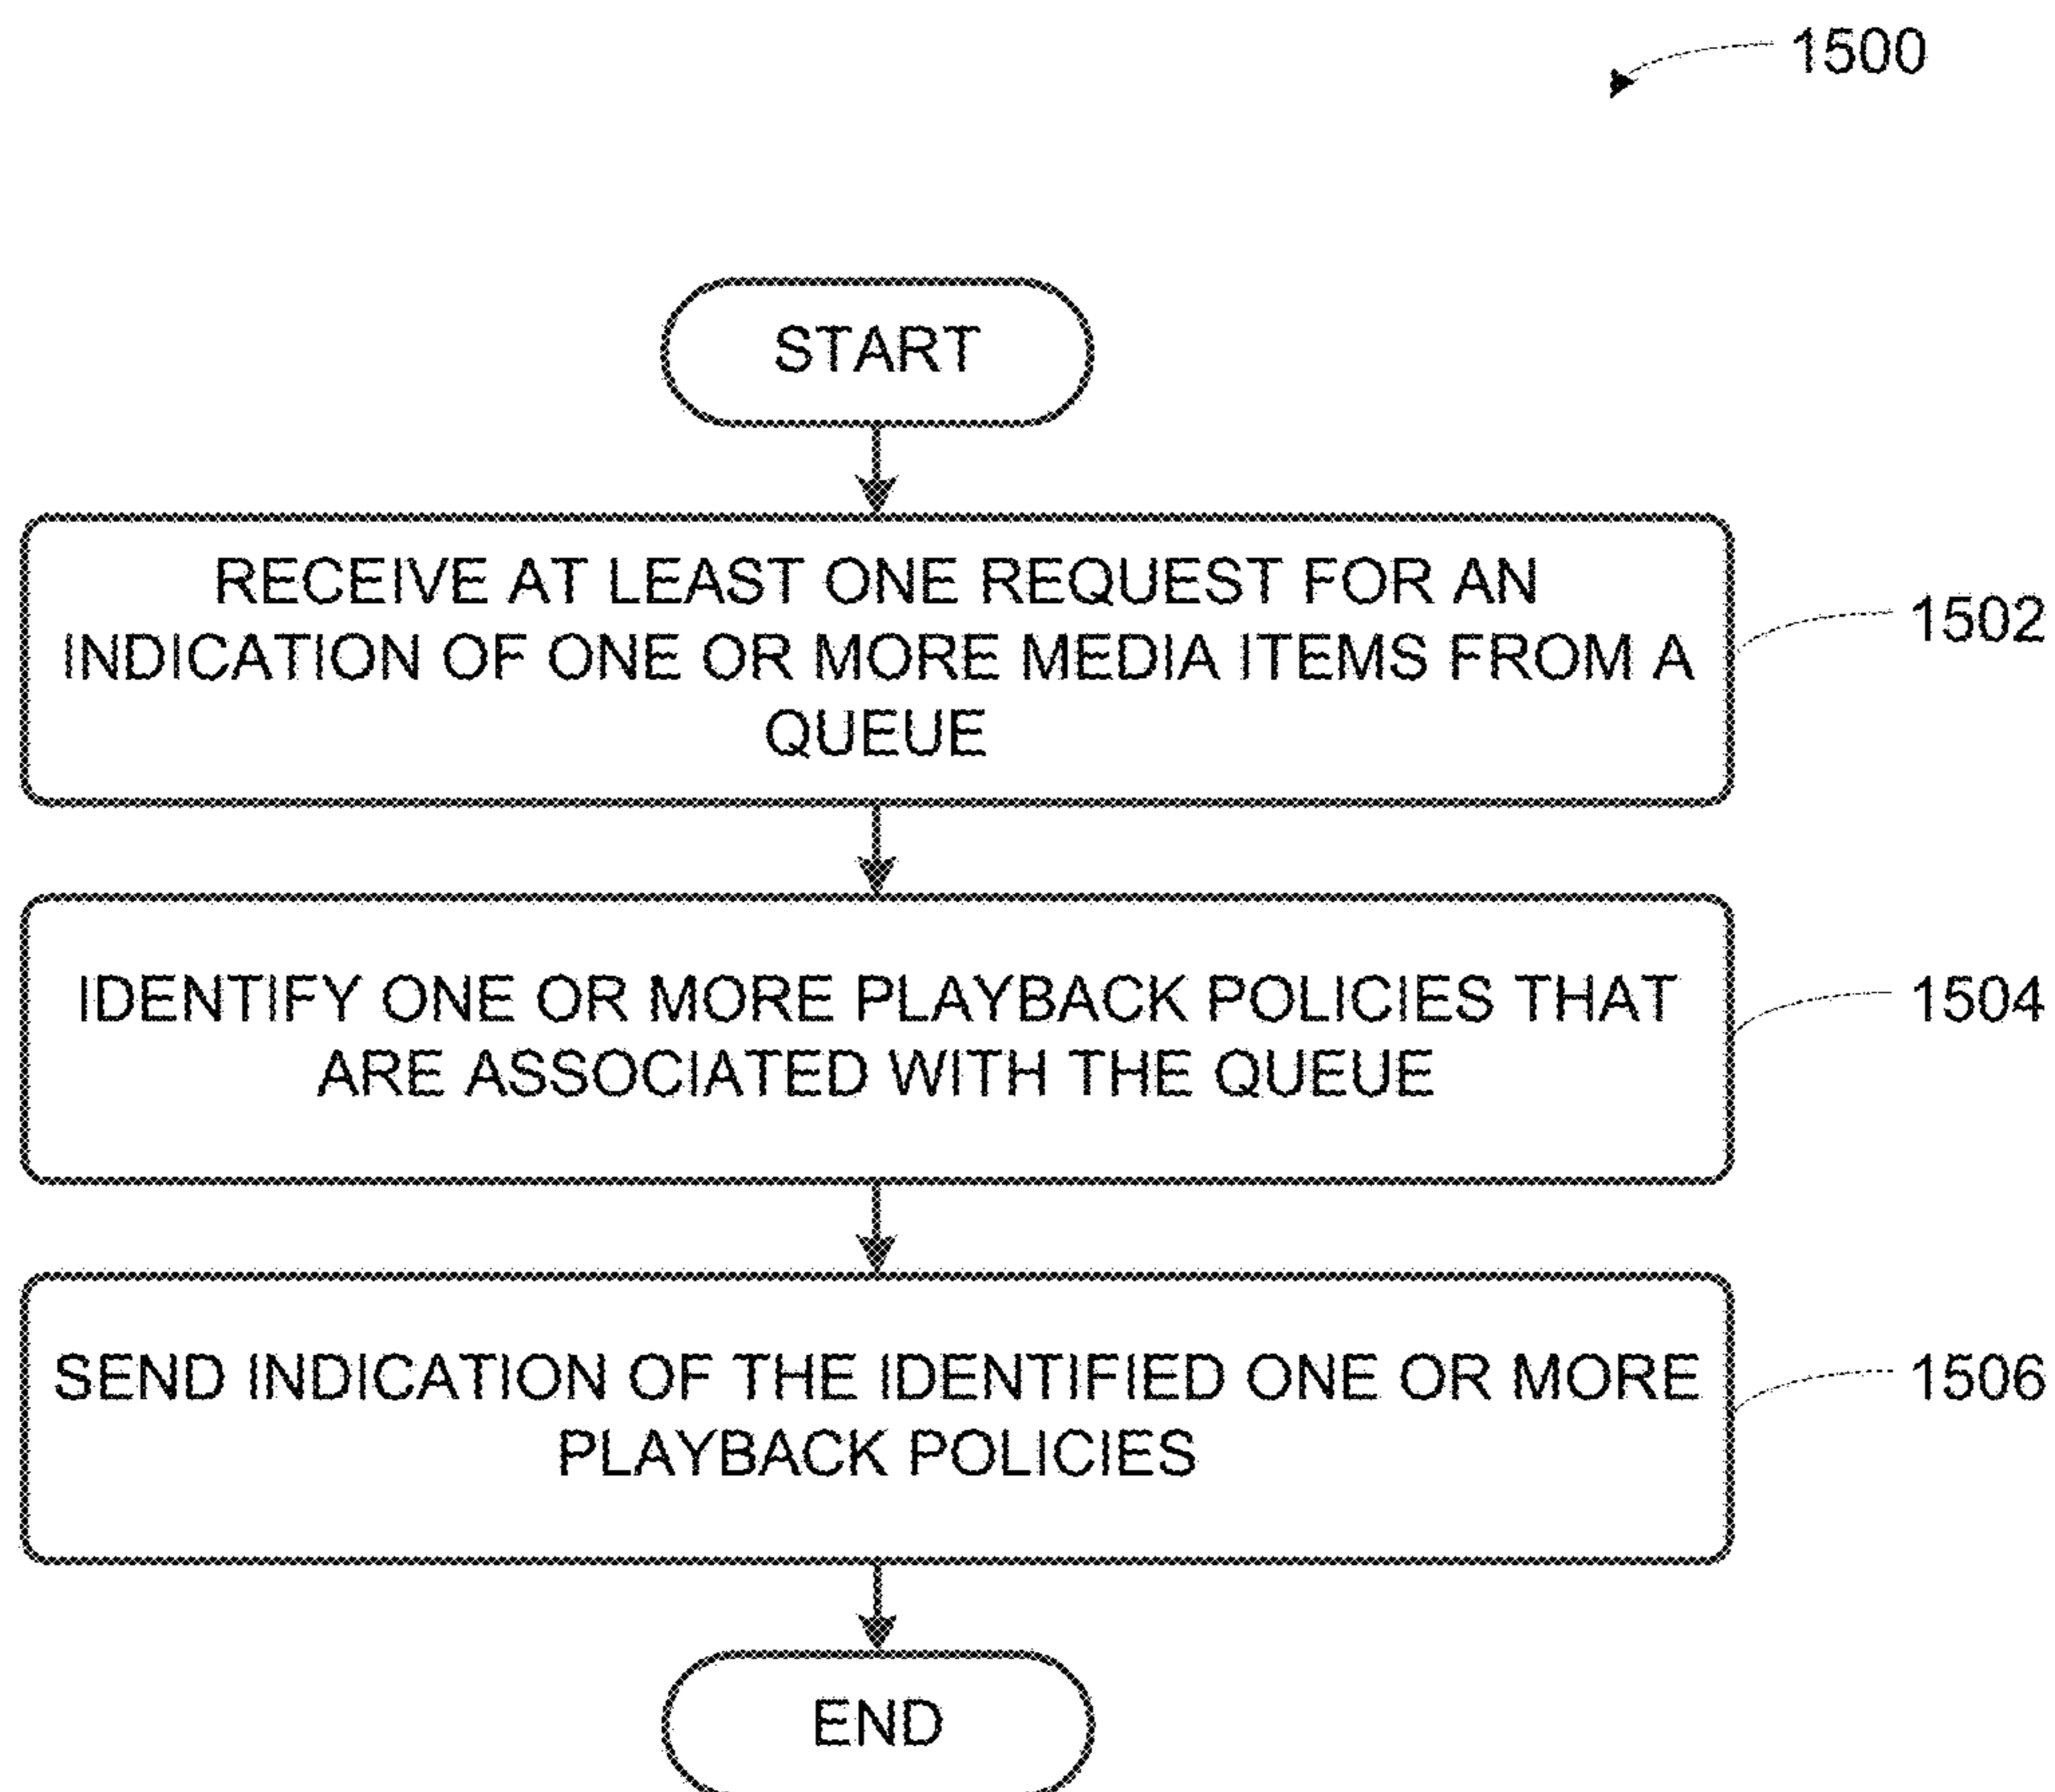 1500
START
RECEIVE AT LEAST ONE REQUEST FOR AN
INDICATION OF ONE OR MORE MEDIA ITEMS FROM A
QUEUE
1502
IDENTIFY ONE OR MORE PLAYBACK POLICIES THAT
ARE ASSOCIATED WITH THE QUEUE
1504
SEND INDICATION OF THE IDENTIFIED ONE OR MORE
PLAYBACK POLICIES
1506
END